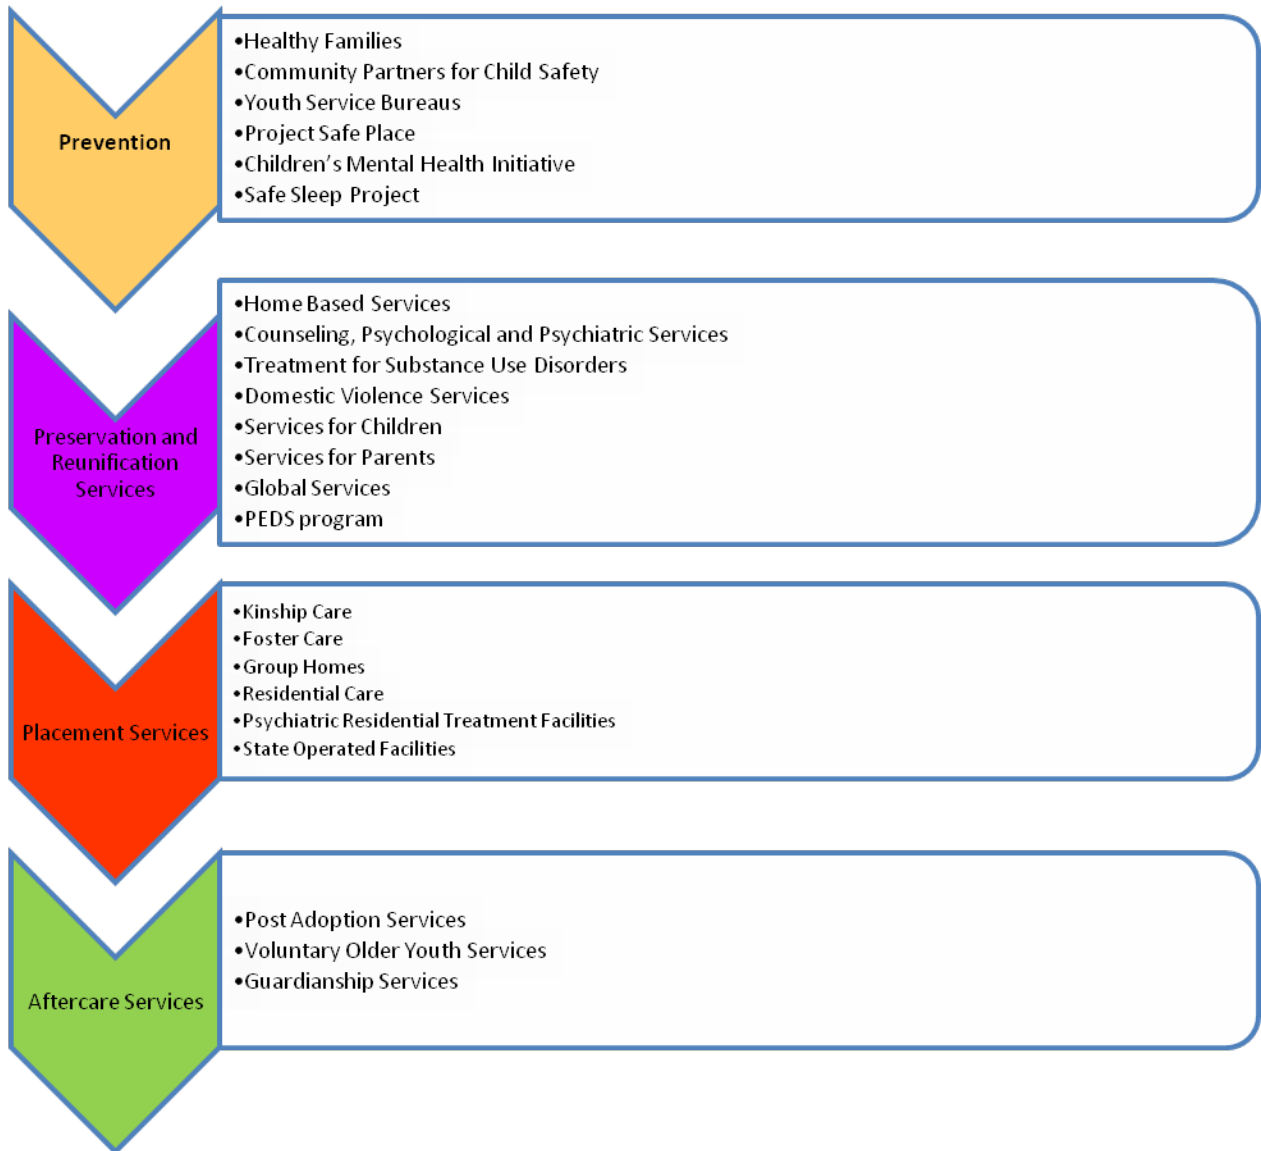 Prevention
•Healthy Families
•Community Partners for Child Safety
•Youth Service Bureaus
•Project Safe Place
•Children’s Mental Health Initiative
•Safe Sleep Project
Preservation and
Reunification
Services
•Home Based Services
•Counseling, Psychological and Psychiatric Services
•Treatment for Substance Use Disorders
•Domestic Violence Services
•Services for Children
•Services for Parents
•Global Services
•PEDS program
Placement Services
•Kinship Care
•Foster Care
•Group Homes
•Residential Care
•Psychiatric Residential Treatment Facilities
•State Operated Facilities
Aftercare Services
•Post Adoption Services
•Voluntary Older Youth Services
•Guardianship Services